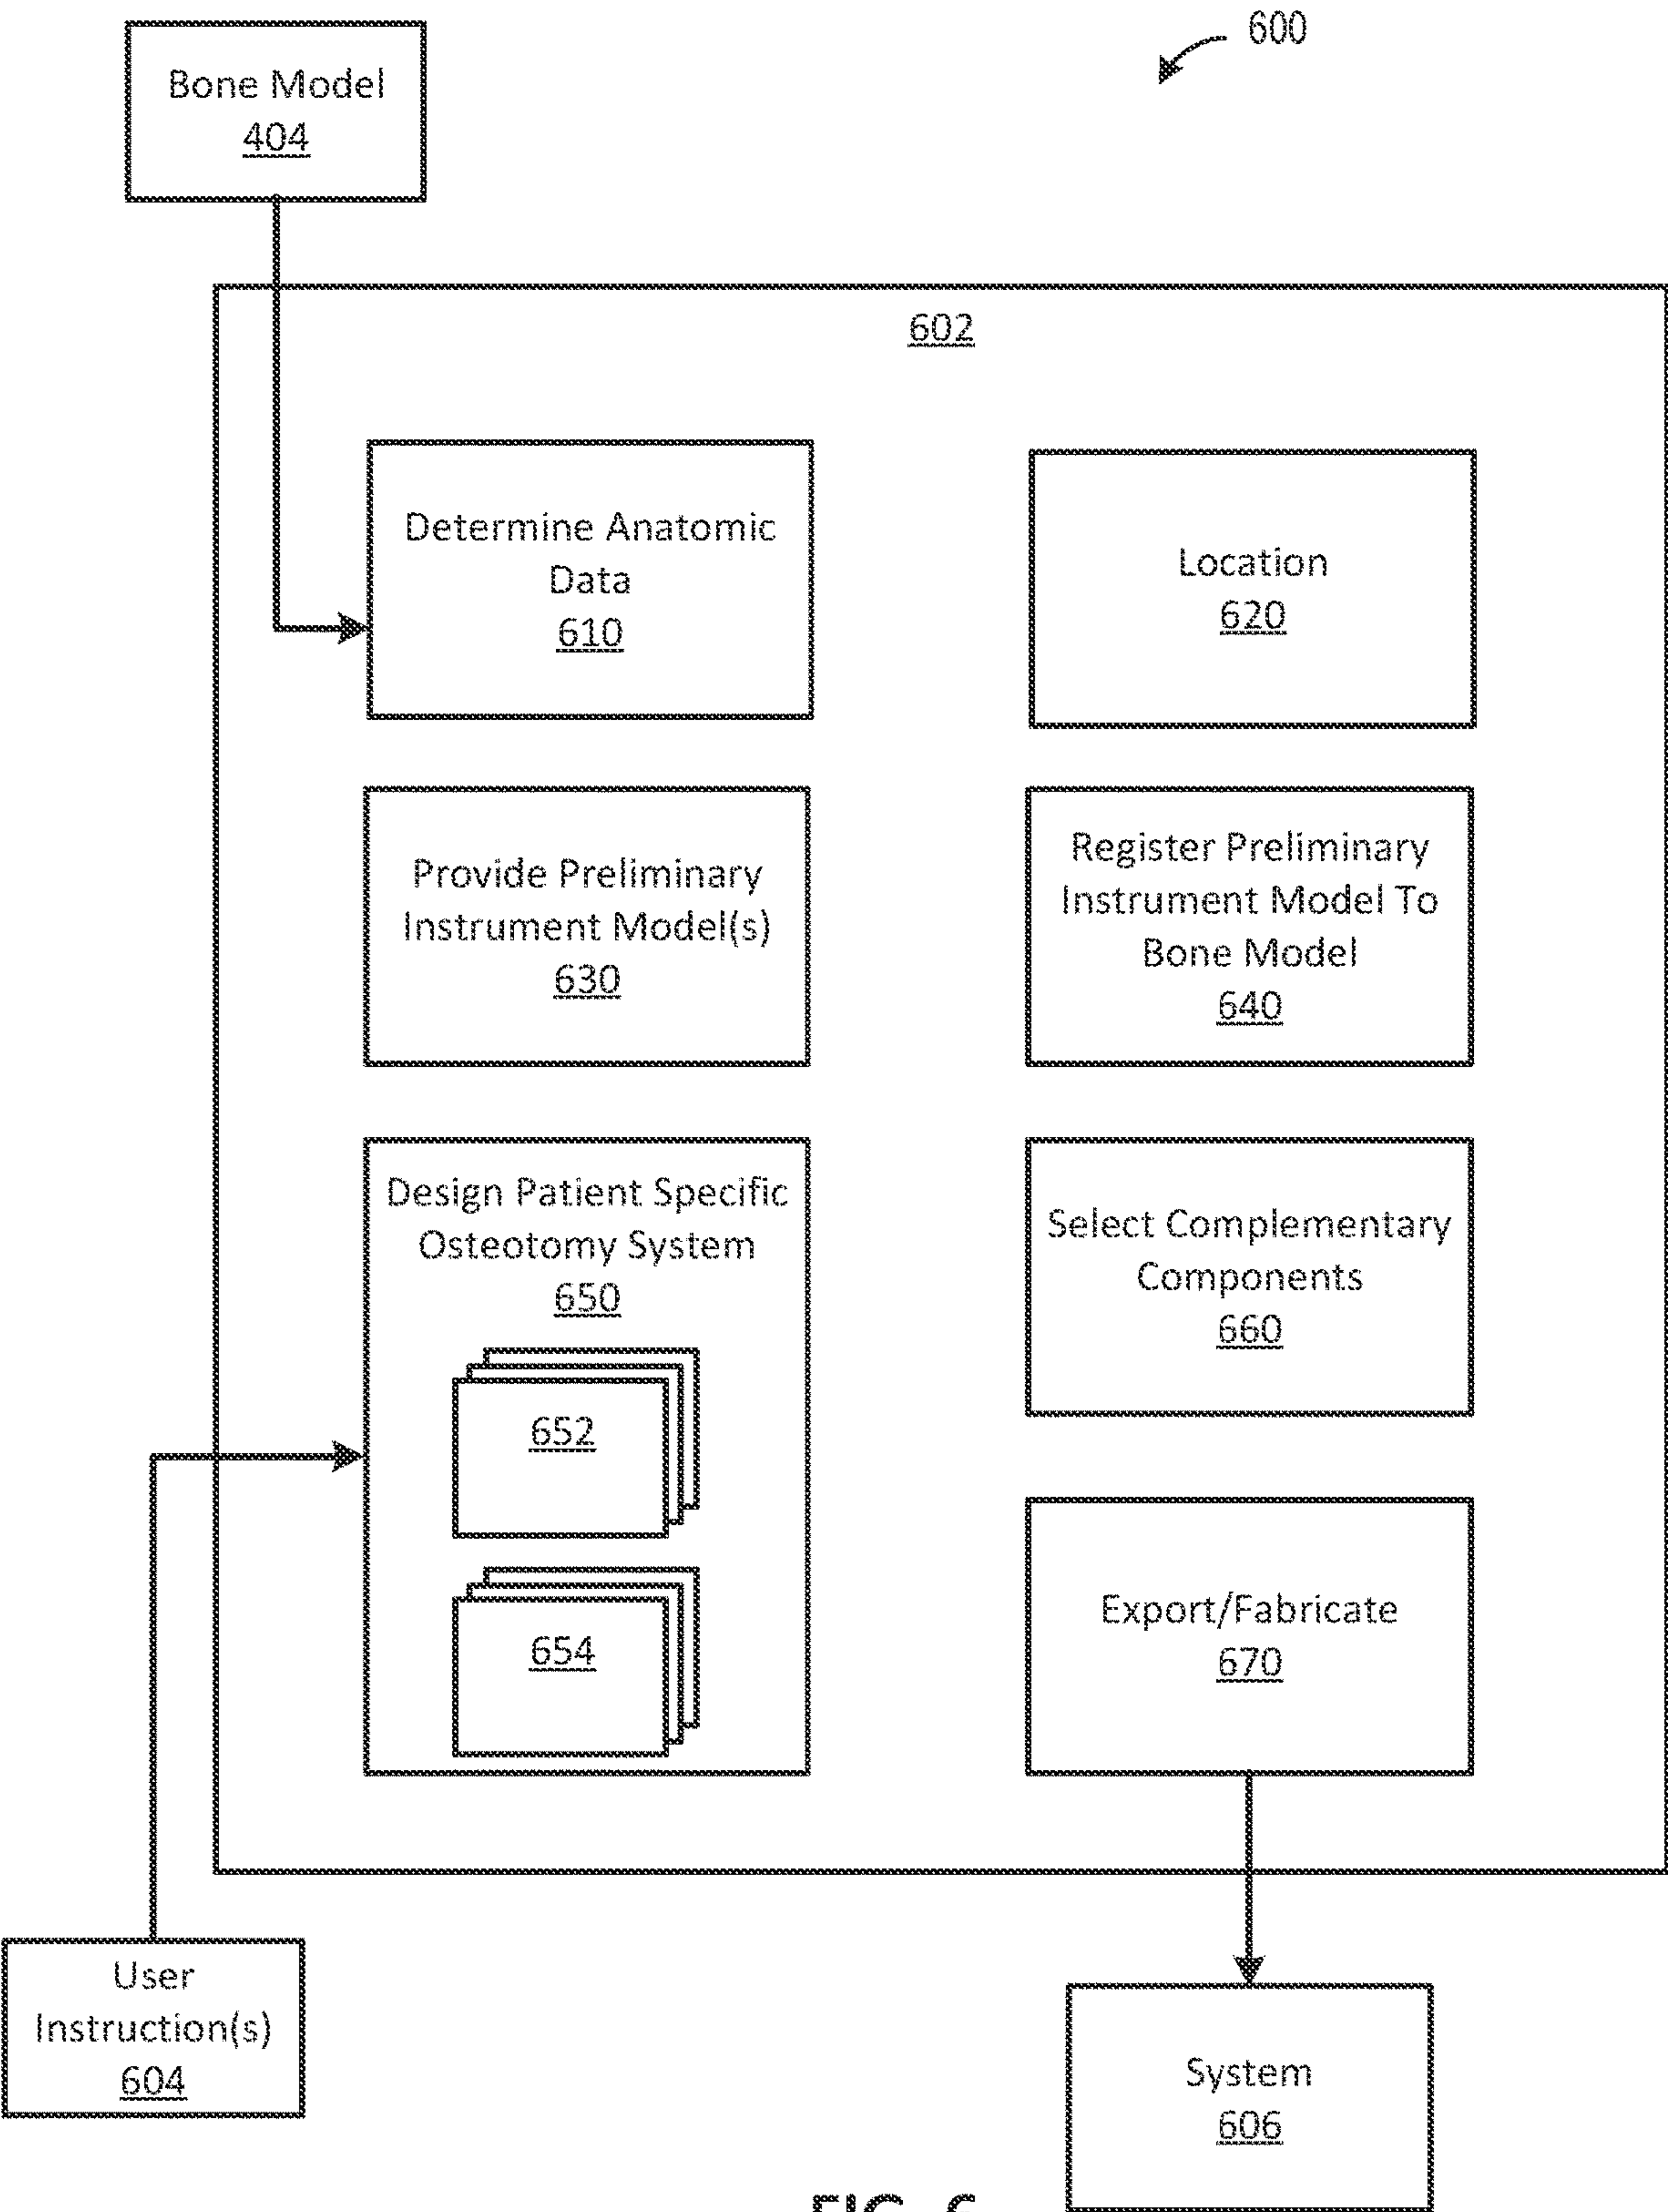 600
Bone Model
404
602
Determine Anatomic
Data
610
Location
620
Provide Preliminary
Instrument Model(s)
630
Register Preliminary
Instrument Model To
Bone Model
640
Design Patient Specific
Osteotomy System
650
652
654
Select Complementary
Components
660
Export/Fabricate
670
User
Instruction(s)
604
System
606
FIG. 6